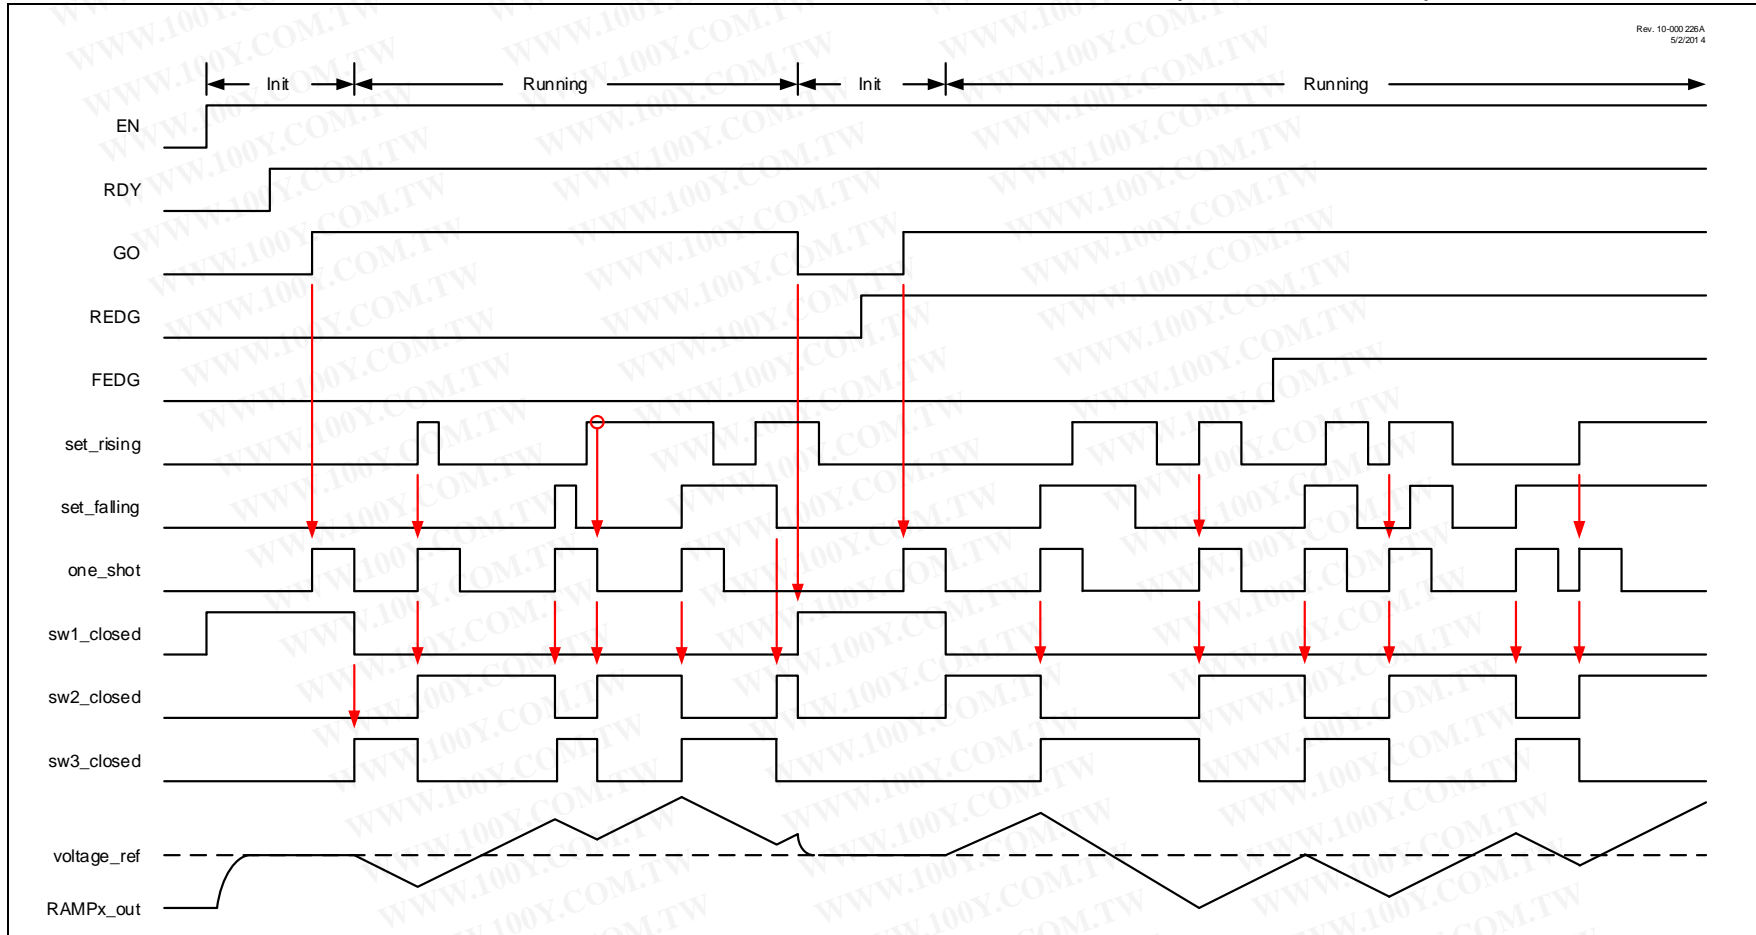 Rev. 10-000226A
5/2/2014
Init
Running
Init
Running
EN
RDY
GO
REDG
FEDG
set_rising
set_falling
one_shot
sw1_closed
sw2_closed
sw3_closed
voltage_ref
RAMPx_out
WWW.100Y.COM.TW